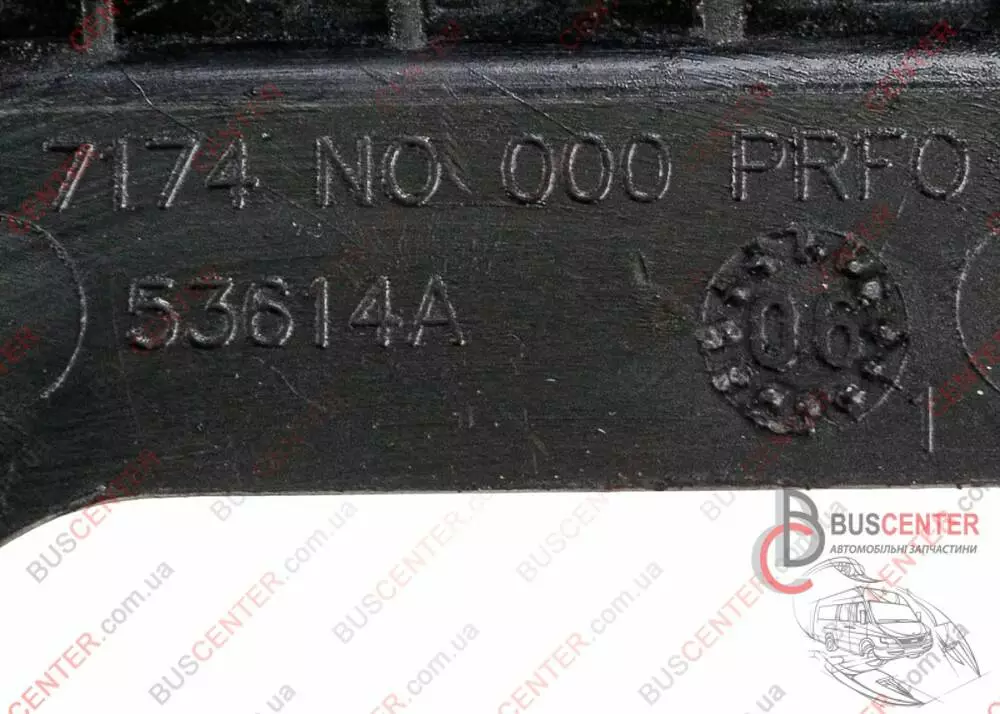 7174 NO 000 PRFO
53614A
06
BUSCENTER
АВТОМОБІЛЬНІ ЗАПЧАСТИНИ
BUSCENTER.com.ua